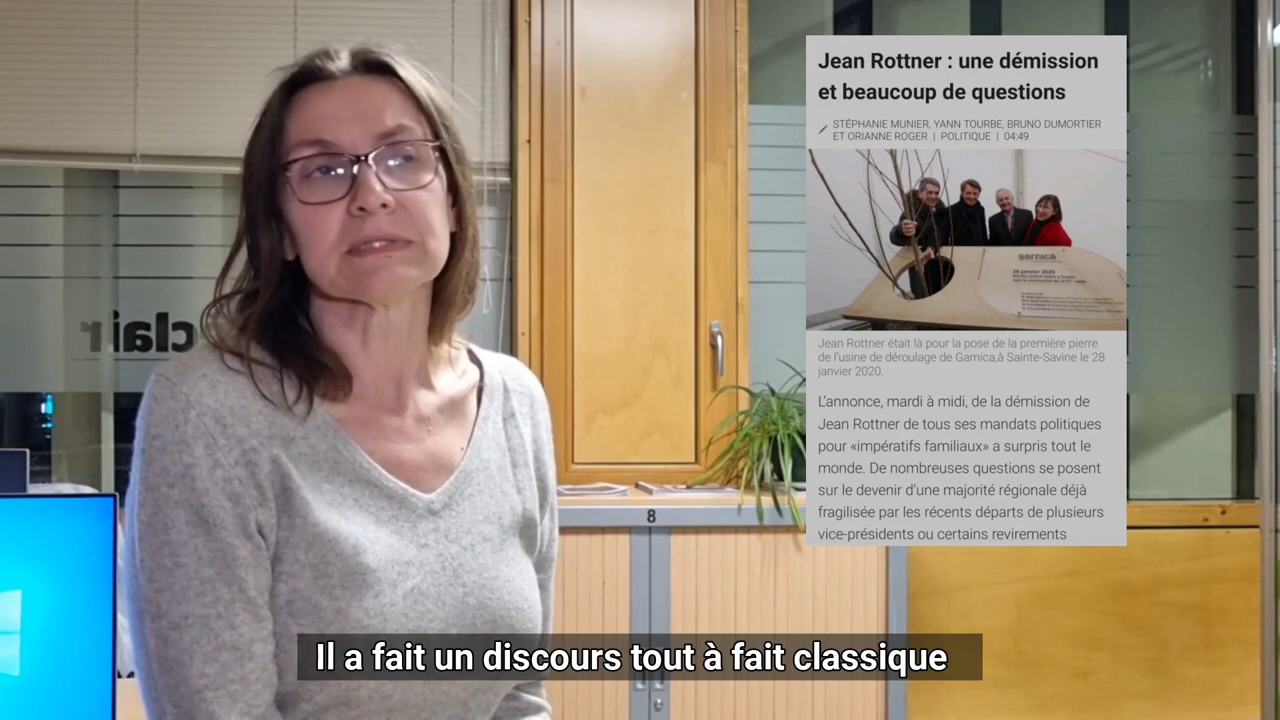 Jean Rottner : une démission
et beaucoup de questions
STÉPHANIE MUNIER, YANN TOURBE, BRUNO DUMORTIER
ET ORIANNE ROGER | POLITIQUE | 04:49
garnica
28 janvier 2020
Jean Rottner était là pour la pose de la première pierre
de l'usine de déroulage de Garnica,à Sainte-Savine le 28
janvier 2020.
L'annonce, mardi à midi, de la démission de
Jean Rottner de tous ses mandats politiques
pour «impératifs familiaux» a surpris tout le
monde. De nombreuses questions se posent
sur le devenir d'une majorité régionale déjà
fragilisée par les récents départs de plusieurs
vice-présidents ou certains revirements
clair
8
Il a fait un discours tout à fait classique